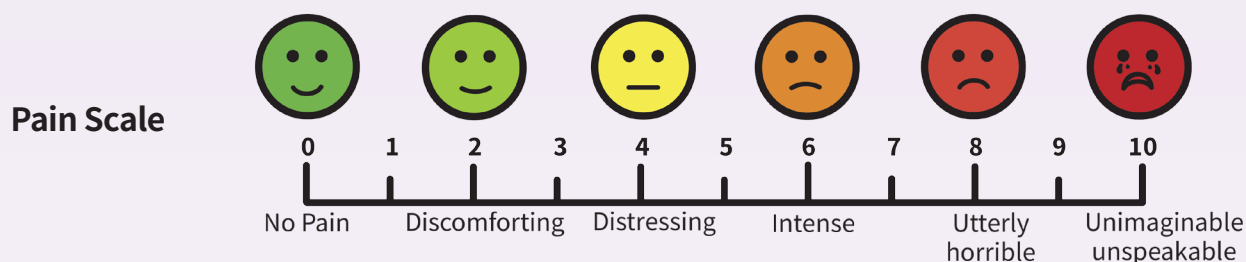 Pain Scale
0 1 2 3 4 5 6 7 8 9 10
No Pain Discomforting Distressing Intense Utterly horrible Unimaginable unspeakable